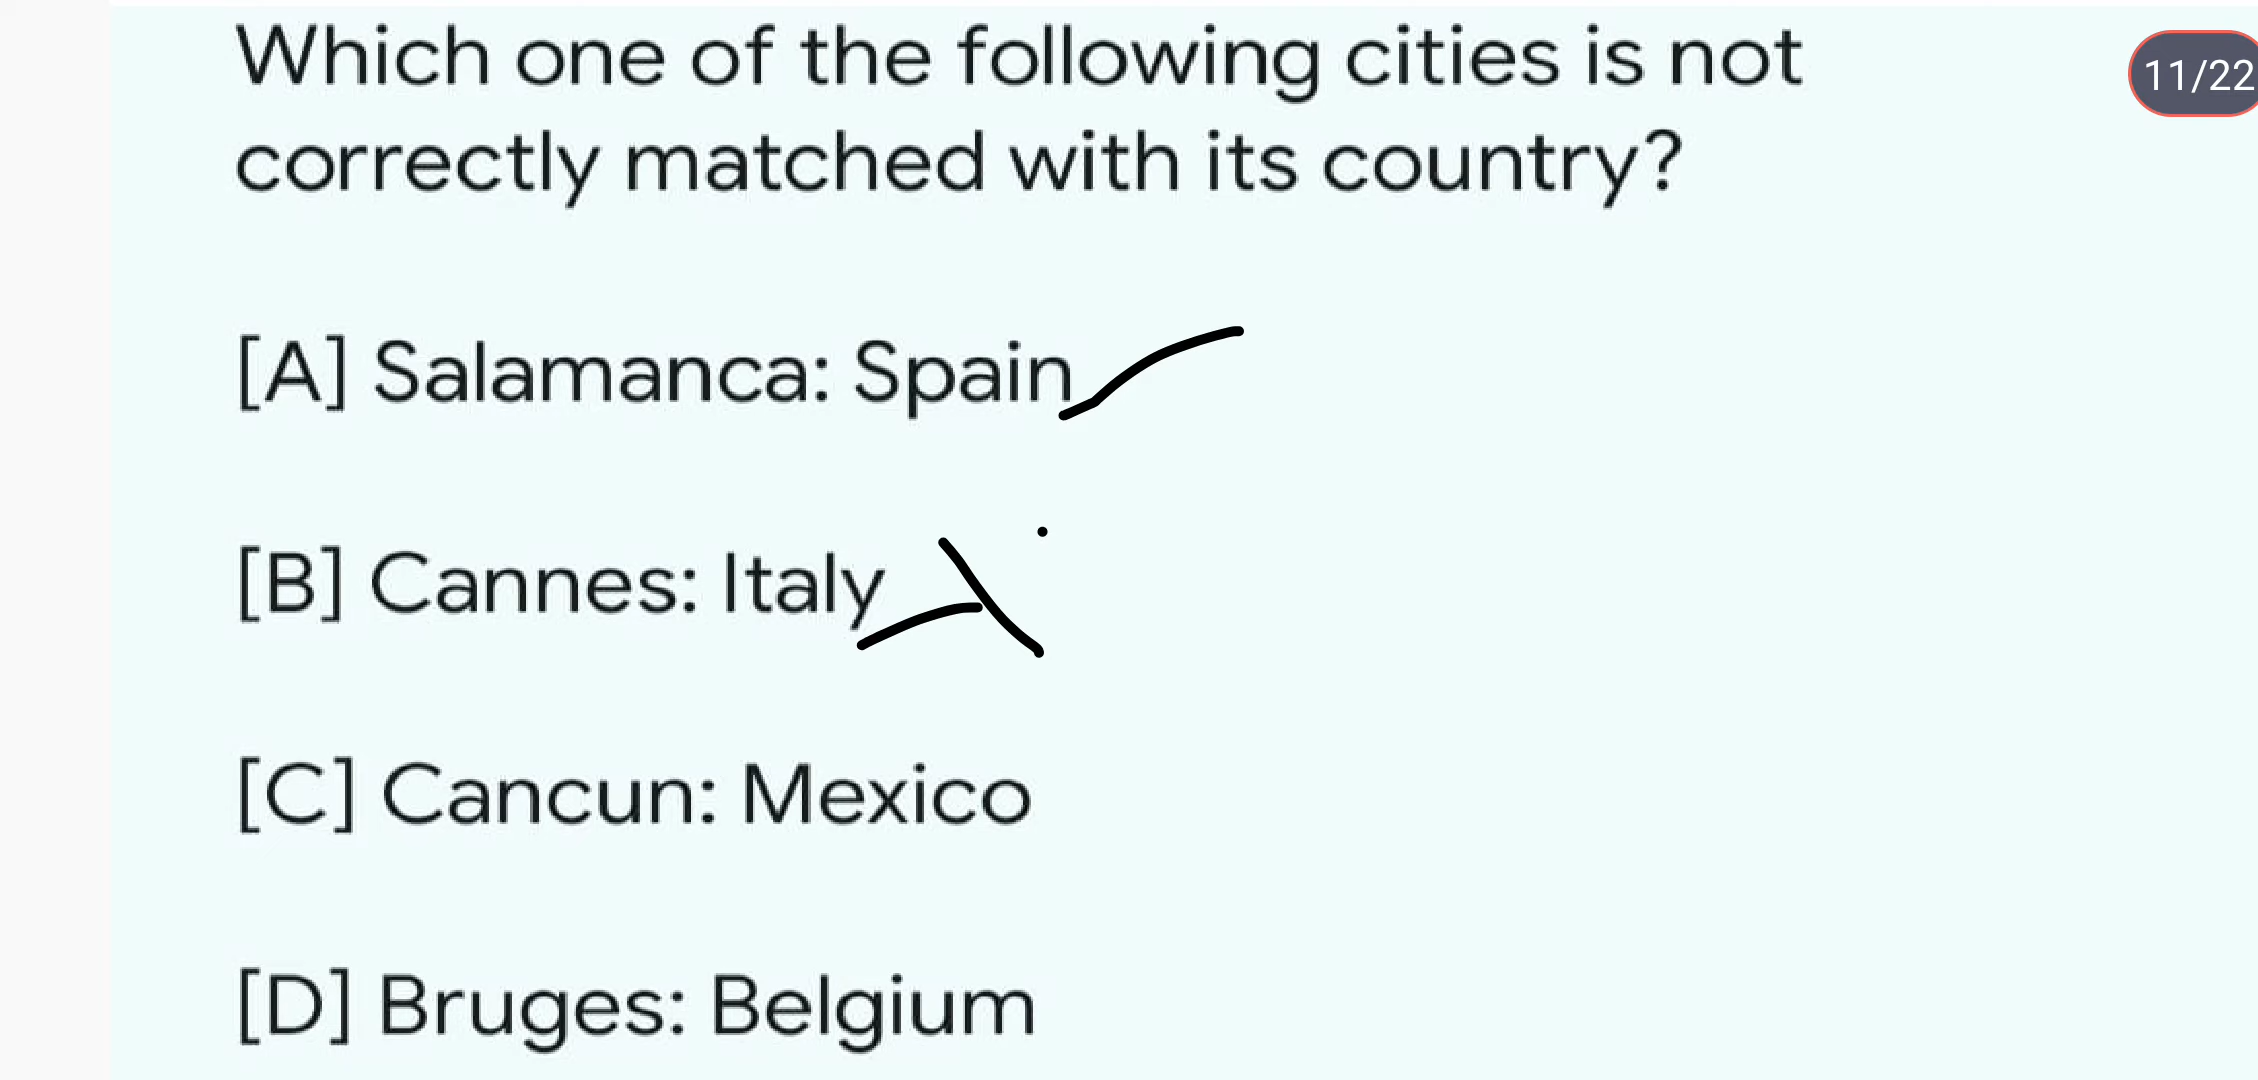 Which one of the following cities is not
11/22
correctly matched with its country?
[A] Salamanca: Spain
[B] Cannes: Italy
[C] Cancun: Mexico
[D] Bruges: Belgium